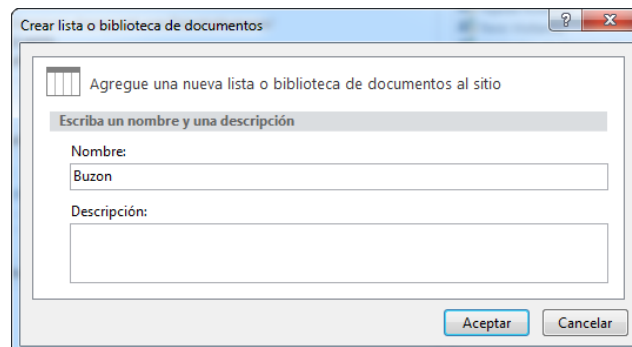 Crear lista o biblioteca de documentos
?
Agregue una nueva lista o biblioteca de documentos al sitio
Escriba un nombre y una descripción
Nombre:
Buzon
Descripción:
Aceptar
Cancelar